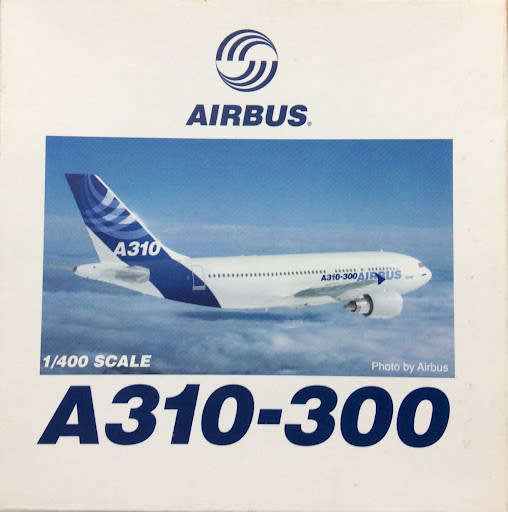 AIRBUS®
A310
A310-300 AIRBUS
1/400 SCALE
Photo by Airbus
A310-300